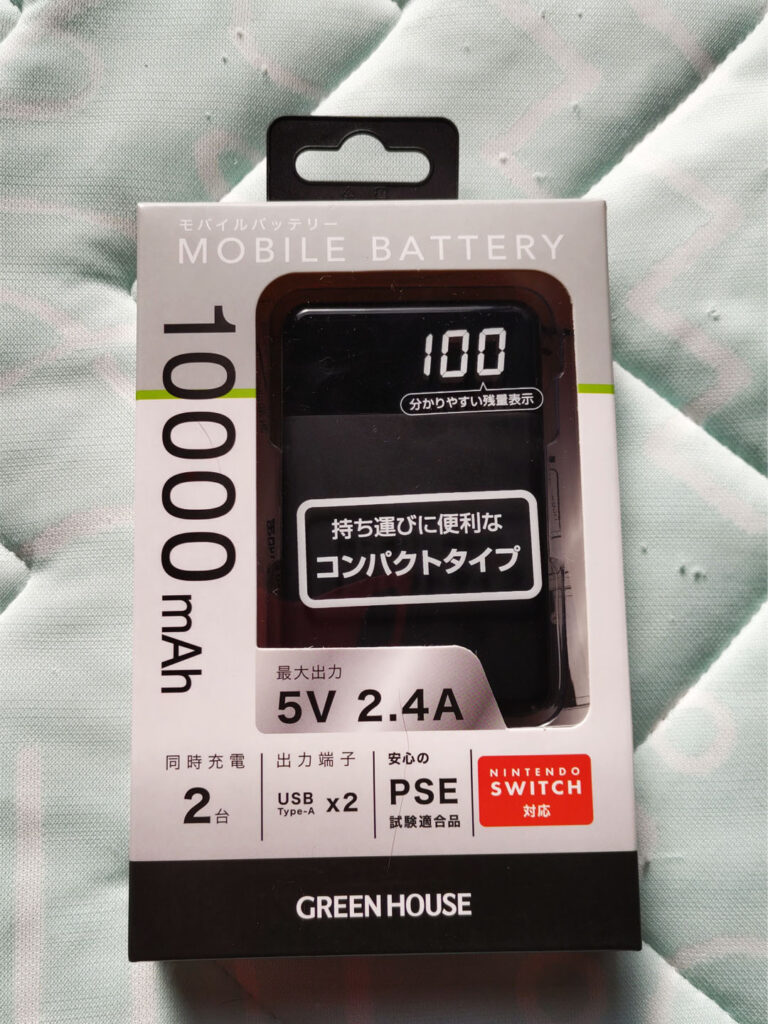 モバイルバッテリー
MOBILE BATTERY
10000 mAh
100
分かりやすい残量表示
持ち運びに便利な
コンパクトタイプ
最大出力
5V 2.4A
同時充電
2台
出力端子
USB
Type-A
x2
安心の
PSE
試験適合品
NINTENDO
SWITCH
対応
GREEN HOUSE